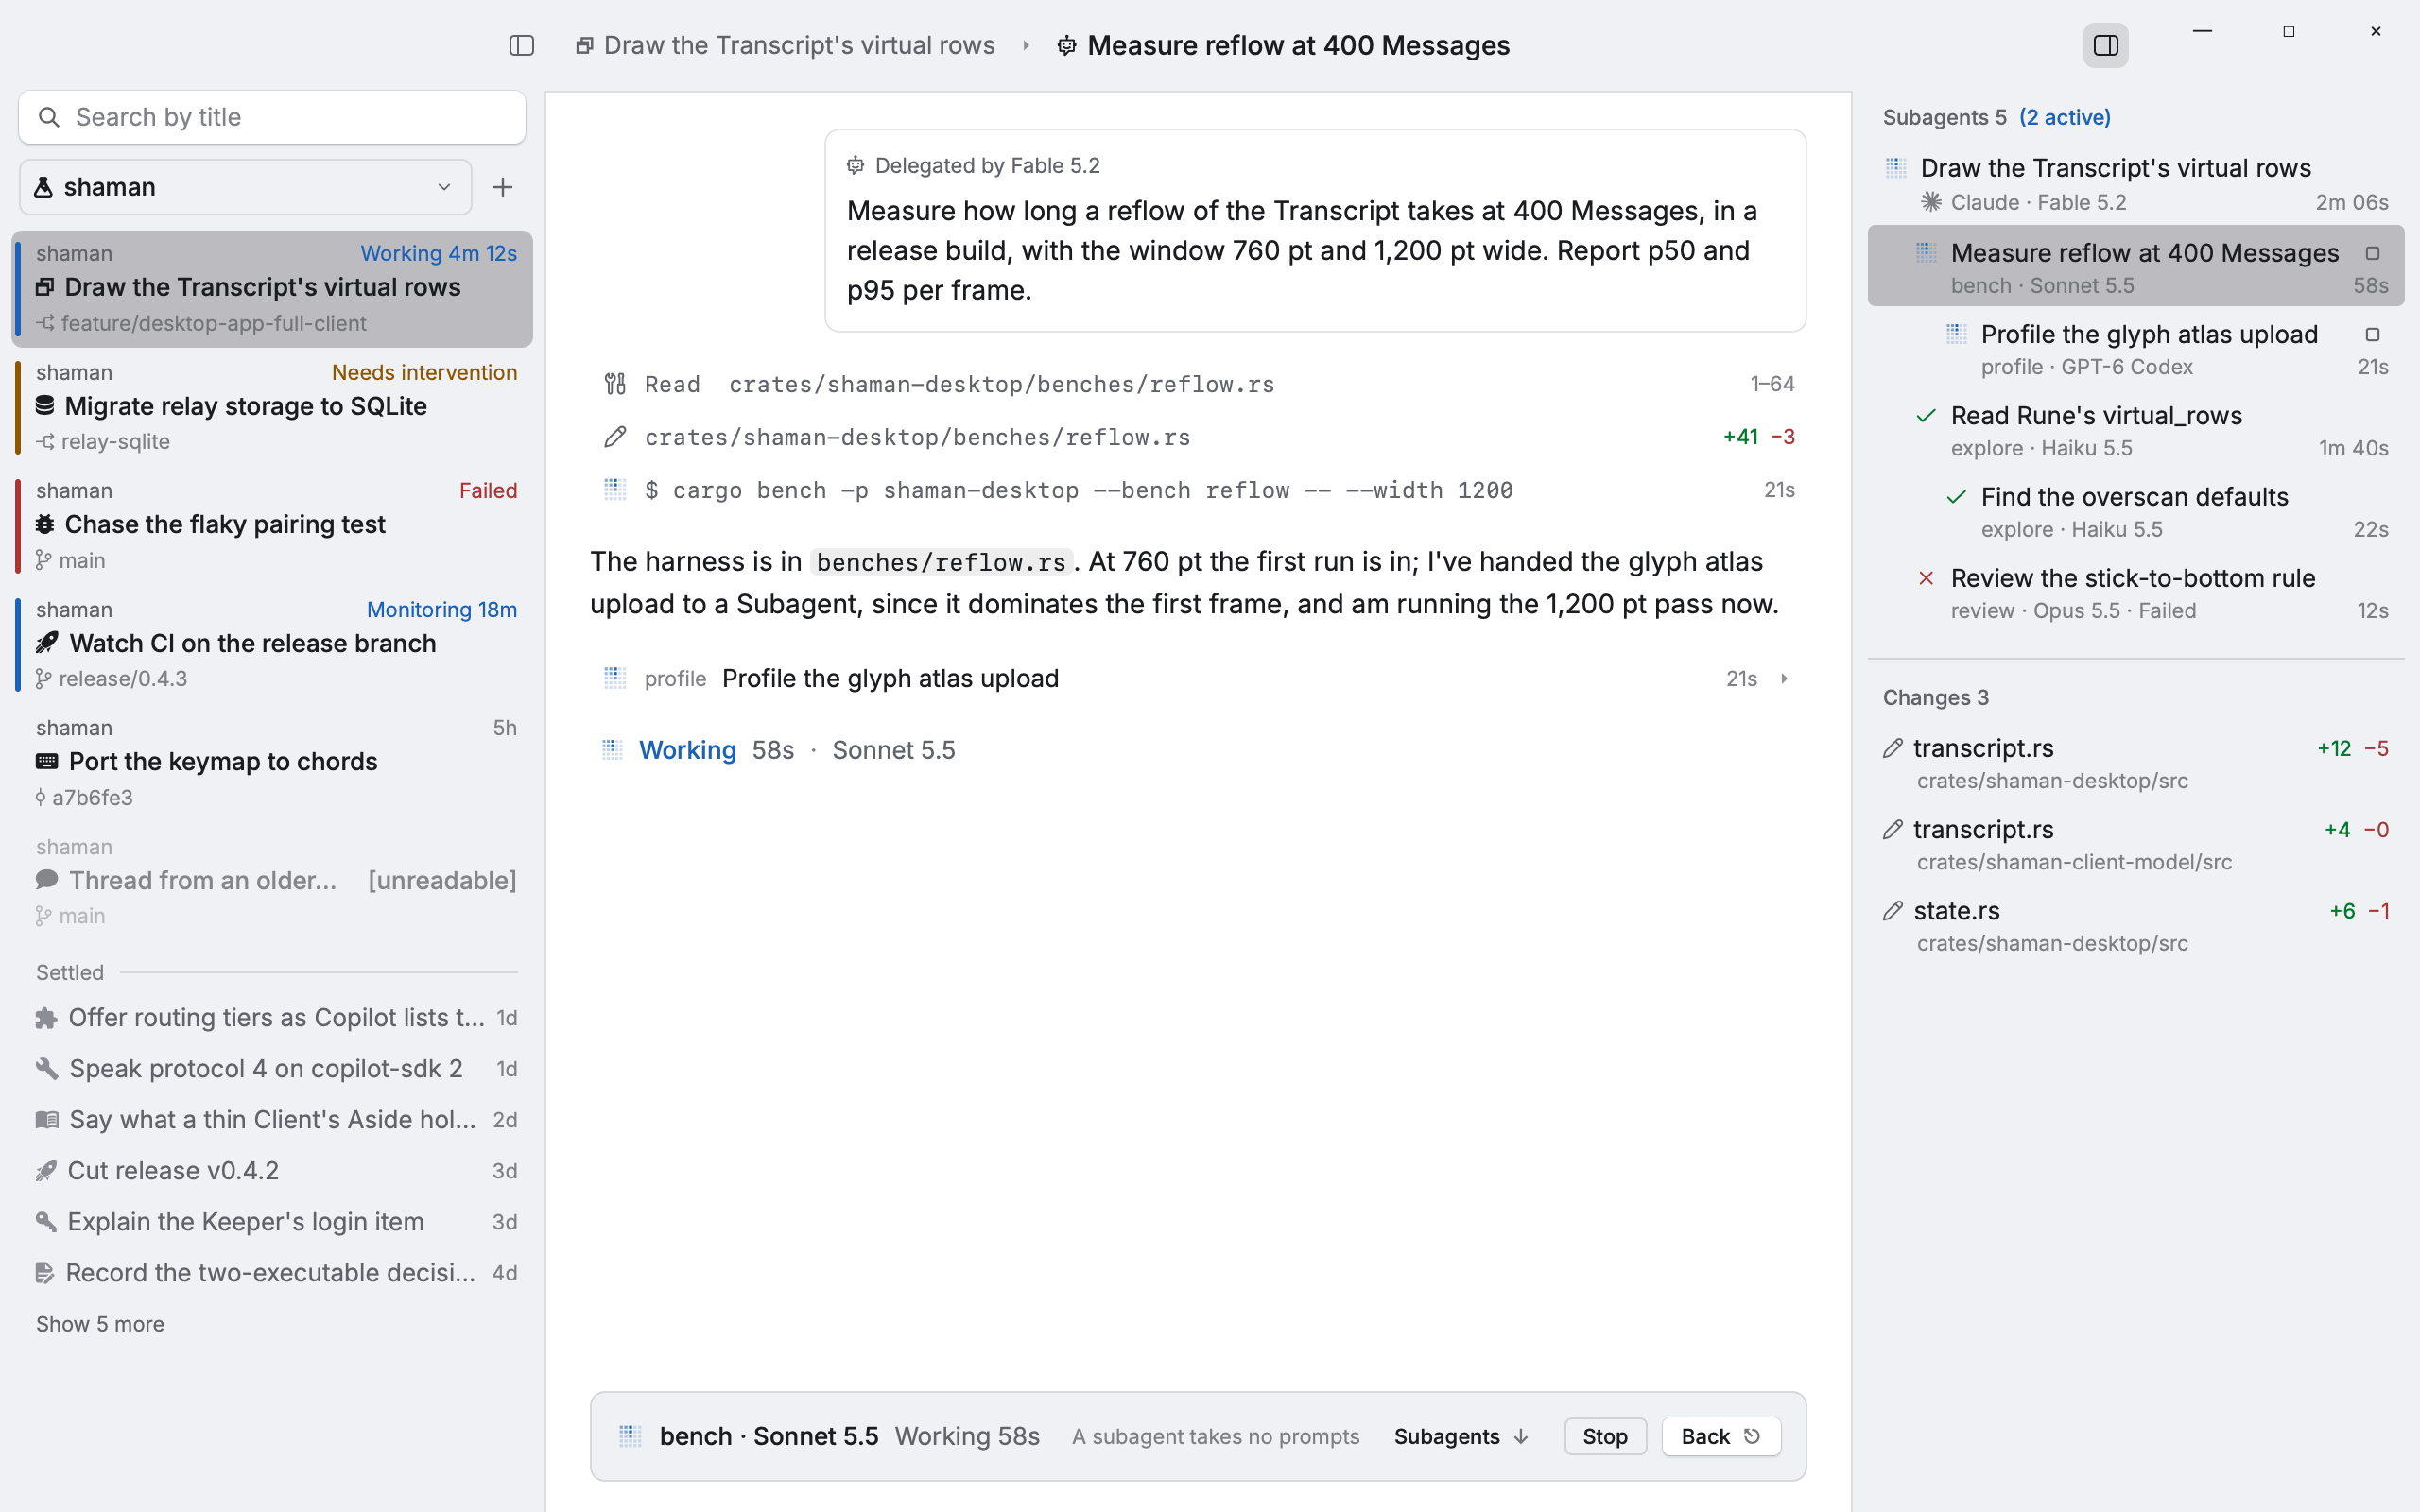 Draw the Transcript's virtual rows
Measure reflow at 400 Messages
Search by title
shaman
shaman Working 4m 12s
Draw the Transcript's virtual rows
feature/desktop-app-full-client
shaman Needs intervention
Migrate relay storage to SQLite
relay-sqlite
shaman Failed
Chase the flaky pairing test
main
shaman Monitoring 18m
Watch CI on the release branch
release/0.4.3
shaman 5h
Port the keymap to chords
a7b6fe3
shaman
Thread from an older... [unreadable]
main
Settled
Offer routing tiers as Copilot lists t... 1d
Speak protocol 4 on copilot-sdk 2 1d
Say what a thin Client's Aside hol... 2d
Cut release v0.4.2 3d
Explain the Keeper's login item 3d
Record the two-executable decisi... 4d
Show 5 more
Delegated by Fable 5.2
Measure how long a reflow of the Transcript takes at 400 Messages, in a
release build, with the window 760 pt and 1,200 pt wide. Report p50 and
p95 per frame.
Read crates/shaman-desktop/benches/reflow.rs 1–64
crates/shaman-desktop/benches/reflow.rs +41 −3
$ cargo bench -p shaman-desktop --bench reflow -- --width 1200 21s
The harness is in benches/reflow.rs. At 760 pt the first run is in; I've handed the glyph atlas
upload to a Subagent, since it dominates the first frame, and am running the 1,200 pt pass now.
profile Profile the glyph atlas upload 21s
Working 58s · Sonnet 5.5
bench · Sonnet 5.5 Working 58s A subagent takes no prompts Subagents ↓ Stop Back
Subagents 5 (2 active)
Draw the Transcript's virtual rows
Claude · Fable 5.2 2m 06s
Measure reflow at 400 Messages
bench · Sonnet 5.5 58s
Profile the glyph atlas upload
profile · GPT-6 Codex 21s
Read Rune's virtual_rows
explore · Haiku 5.5 1m 40s
Find the overscan defaults
explore · Haiku 5.5 22s
Review the stick-to-bottom rule
review · Opus 5.5 · Failed 12s
Changes 3
transcript.rs +12 −5
crates/shaman-desktop/src
transcript.rs +4 −0
crates/shaman-client-model/src
state.rs +6 −1
crates/shaman-desktop/src